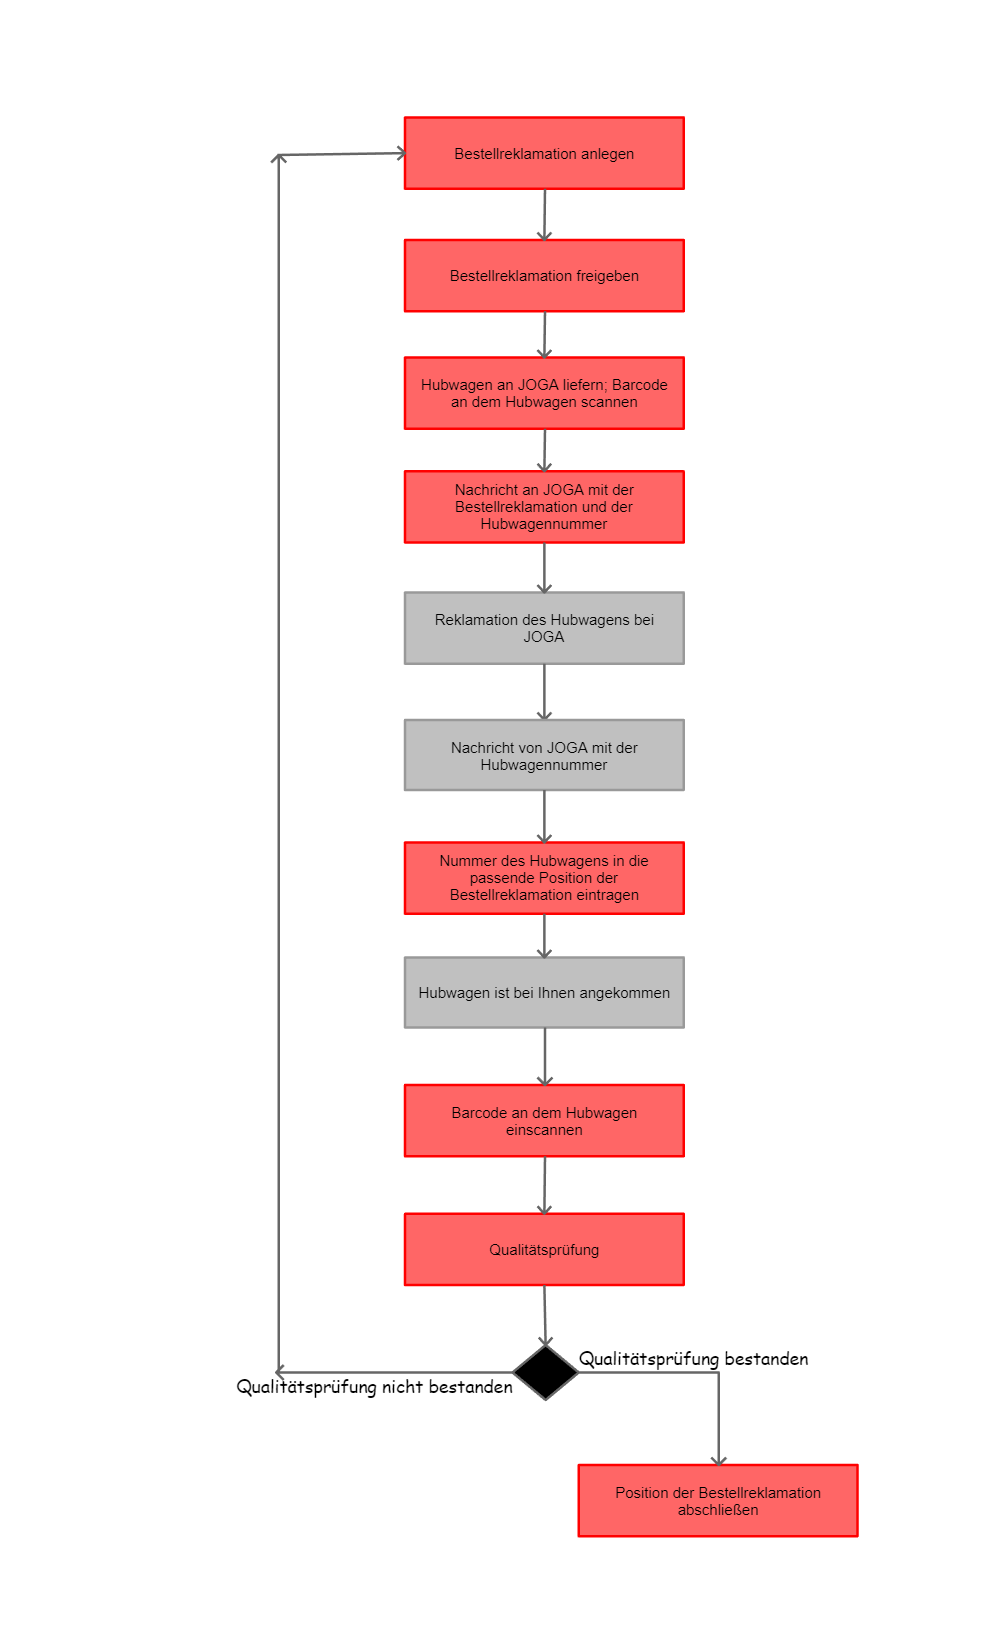 Bestellreklamation anlegen
Bestellreklamation freigeben
Hubwagen an JOGA liefern; Barcode
an dem Hubwagen scannen
Nachricht an JOGA mit der
Bestellreklamation und der
Hubwagennummer
Reklamation des Hubwagens bei
JOGA
Nachricht von JOGA mit der
Hubwagennummer
Nummer des Hubwagens in die
passende Position der
Bestellreklamation eintragen
Hubwagen ist bei Ihnen angekommen
Barcode an dem Hubwagen
einscannen
Qualitätsprüfung
Qualitätsprüfung bestanden
Qualitätsprüfung nicht bestanden
Position der Bestellreklamation
abschließen